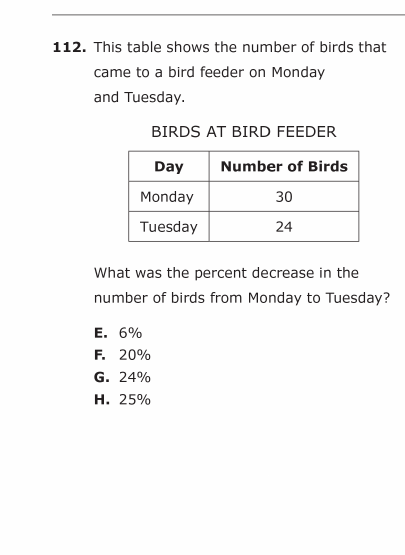 112. This table shows the number of birds that
came to a bird feeder on Monday
and Tuesday.
BIRDS AT BIRD FEEDER
Day Number of Birds
Monday 30
Tuesday 24
What was the percent decrease in the
number of birds from Monday to Tuesday?
E. 6%
F. 20%
G. 24%
H. 25%